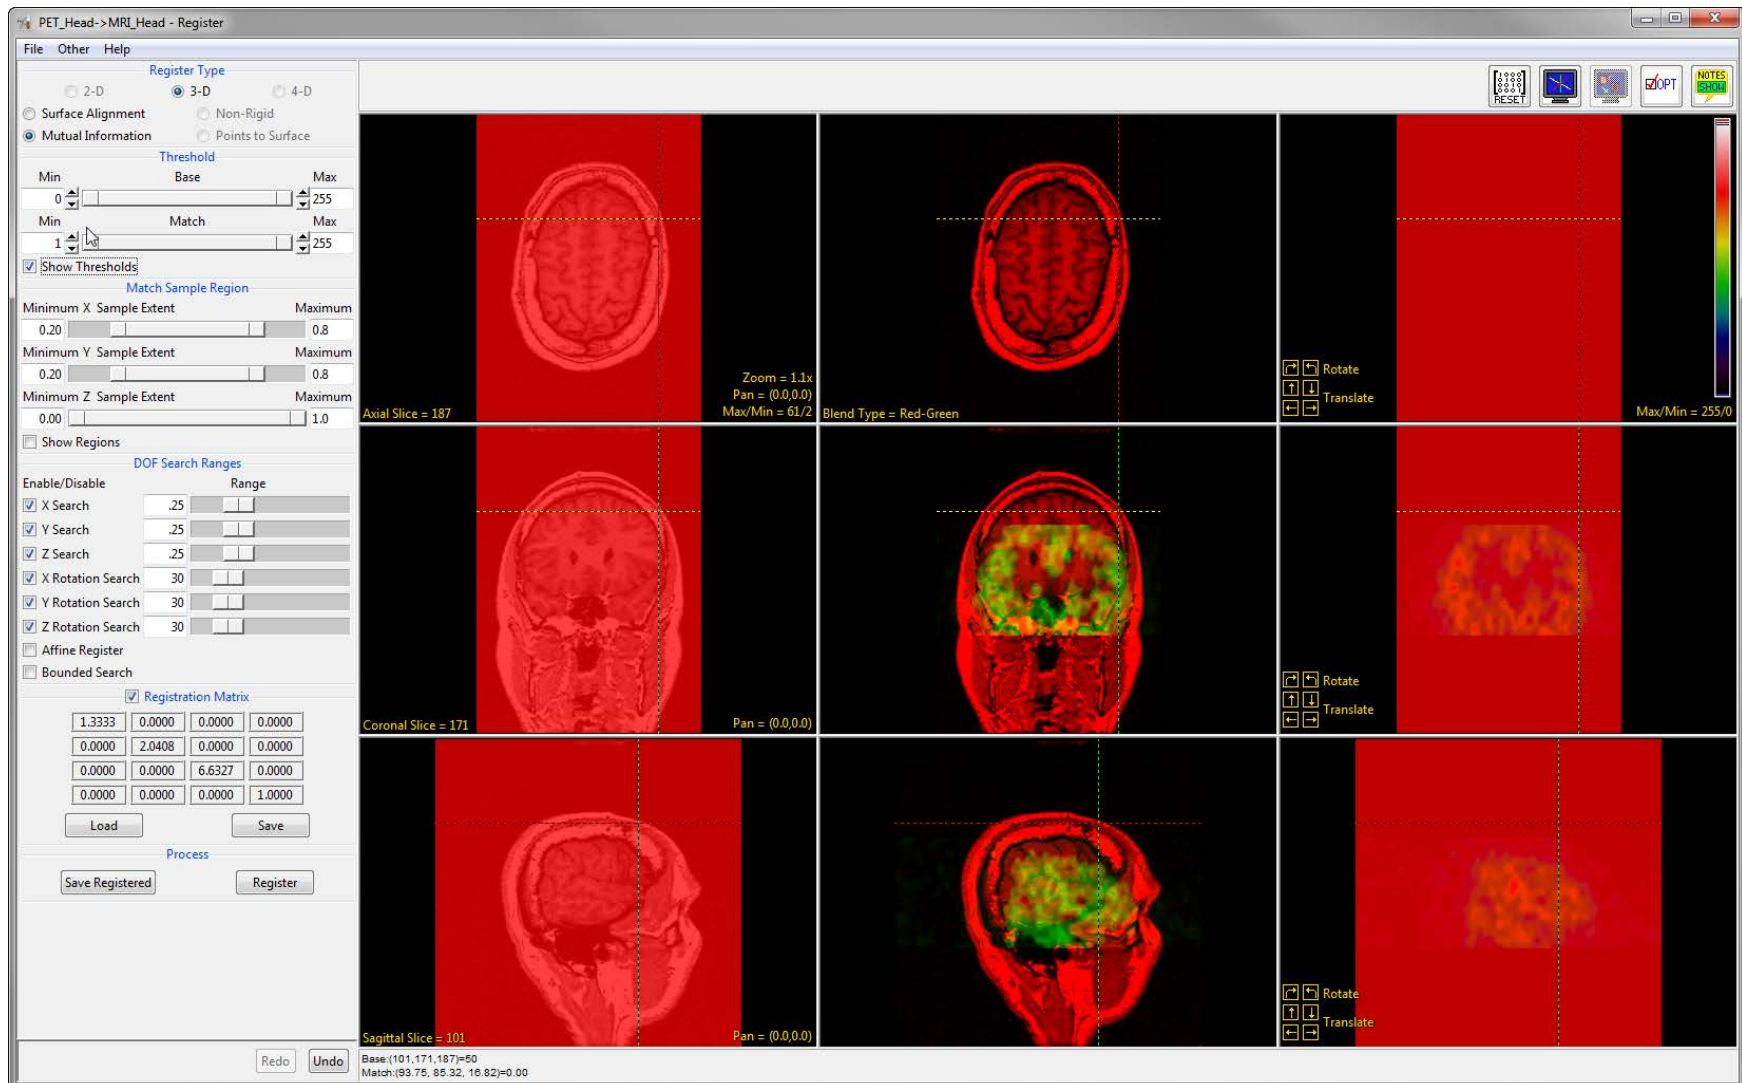 PET_Head->MRI_Head - Register
File Other Help
Register Type
2-D 3-D 4-D
Surface Alignment Non-Rigid
Mutual Information Points to Surface
Threshold
Min Base Max
0 255
Min Match Max
1 255
Show Thresholds
Match Sample Region
Minimum X Sample Extent Maximum
0.20 0.8
Minimum Y Sample Extent Maximum
0.20 0.8
Minimum Z Sample Extent Maximum
0.00 1.0
Show Regions
DOF Search Ranges
Enable/Disable Range
X Search .25
Y Search .25
Z Search .25
X Rotation Search 30
Y Rotation Search 30
Z Rotation Search 30
Affine Register
Bounded Search
Registration Matrix
1.3333 0.0000 0.0000 0.0000
0.0000 2.0408 0.0000 0.0000
0.0000 0.0000 6.6327 0.0000
0.0000 0.0000 0.0000 1.0000
Load Save
Process
Save Registered Register
Redo Undo
RESET
OPT
NOTES
SHOW
Zoom = 1.1x
Pan = (0.0,0.0)
Axial Slice = 187 Max/Min = 61/2
Blend Type = Red-Green
Rotate
Translate
Max/Min = 255/0
Coronal Slice = 171 Pan = (0.0,0.0)
Rotate
Translate
Sagittal Slice = 101 Pan = (0.0,0.0)
Rotate
Translate
Base:(101,171,187)=50
Match:(93.75, 85.32, 16.82)=0.00